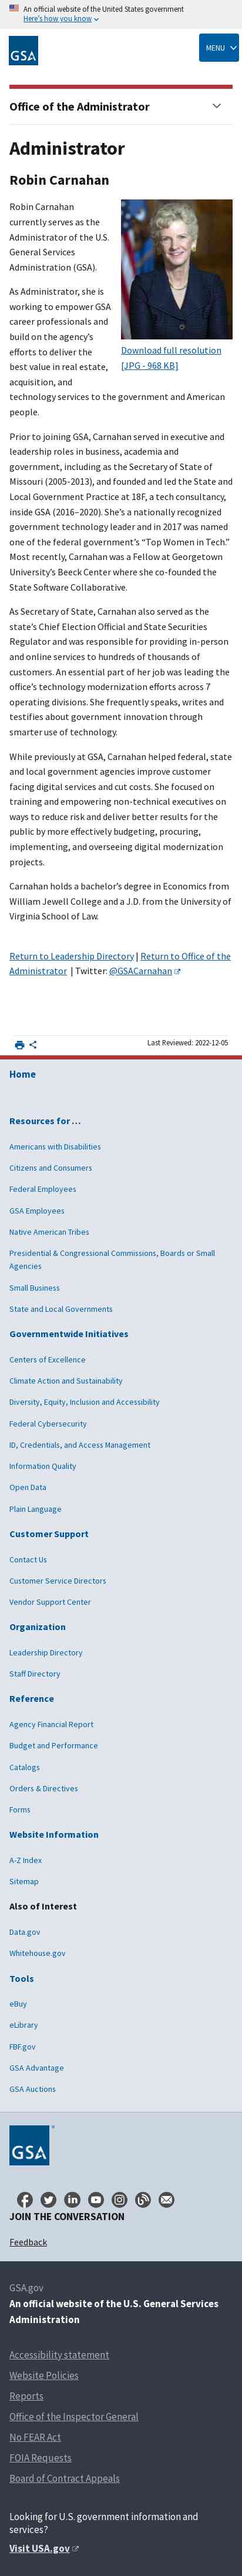 An official website of the United States government
Here's how you know
GSA
MENU
Office of the Administrator
Administrator
Robin Carnahan
Robin Carnahan
currently serves as the
Administrator of the U.S.
General Services
Administration (GSA).
Download full resolution
[JPG - 968 KB]
As Administrator, she is
working to empower GSA
career professionals and
build on the agency's
efforts to deliver the
best value in real estate,
acquisition, and
technology services to the government and American
people.
Prior to joining GSA, Carnahan served in executive and
leadership roles in business, academia and
government, including as the Secretary of State of
Missouri (2005-2013), and led the State and
Local Government Practice at 18F, a tech consultancy,
inside GSA (2016–2020). She's a nationally recognized
government technology leader and in 2017 was named
one of the federal government's "Top Women in Tech."
Most recently, Carnahan was a Fellow at Georgetown
University's Beeck Center where she co-founded the
State Software Collaborative.
As Secretary of State, Carnahan also served as the
state's Chief Election Official and State Securities
Regulator and was responsible for providing in-person
and online services to hundreds of thousands of
customers. An essential part of her job was leading the
office's technology modernization efforts across 7
operating divisions. She frequently speaks, writes, and
testifies about government innovation through
smart use of technology.
While previously at GSA, Carnahan helped federal, state
and local government agencies improve customer
facing digital services and cut costs. She focused on
training and empowering non-technical executives on
ways to reduce risk and deliver better results for the
public by more effectively budgeting, procuring,
implementing, and overseeing digital modernization
projects.
Carnahan holds a bachelor's degree in Economics from
William Jewell College and a J.D. from the University of
Virginia School of Law.
Return to Leadership Directory | Return to Office of the
Administrator | Twitter: @GSACarnahan
Last Reviewed: 2022-12-05
Home
Resources for …
Americans with Disabilities
Citizens and Consumers
Federal Employees
GSA Employees
Native American Tribes
Presidential & Congressional Commissions, Boards or Small
Agencies
Small Business
State and Local Governments
Governmentwide Initiatives
Centers of Excellence
Climate Action and Sustainability
Diversity, Equity, Inclusion and Accessibility
Federal Cybersecurity
ID, Credentials, and Access Management
Information Quality
Open Data
Plain Language
Customer Support
Contact Us
Customer Service Directors
Vendor Support Center
Organization
Leadership Directory
Staff Directory
Reference
Agency Financial Report
Budget and Performance
Catalogs
Orders & Directives
Forms
Website Information
A-Z Index
Sitemap
Also of Interest
Data.gov
Whitehouse.gov
Tools
eBuy
eLibrary
FBF.gov
GSA Advantage
GSA Auctions
GSA
JOIN THE CONVERSATION
Feedback
GSA.gov
An official website of the U.S. General Services
Administration
Accessibility statement
Website Policies
Reports
Office of the Inspector General
No FEAR Act
FOIA Requests
Board of Contract Appeals
Looking for U.S. government information and
services?
Visit USA.gov